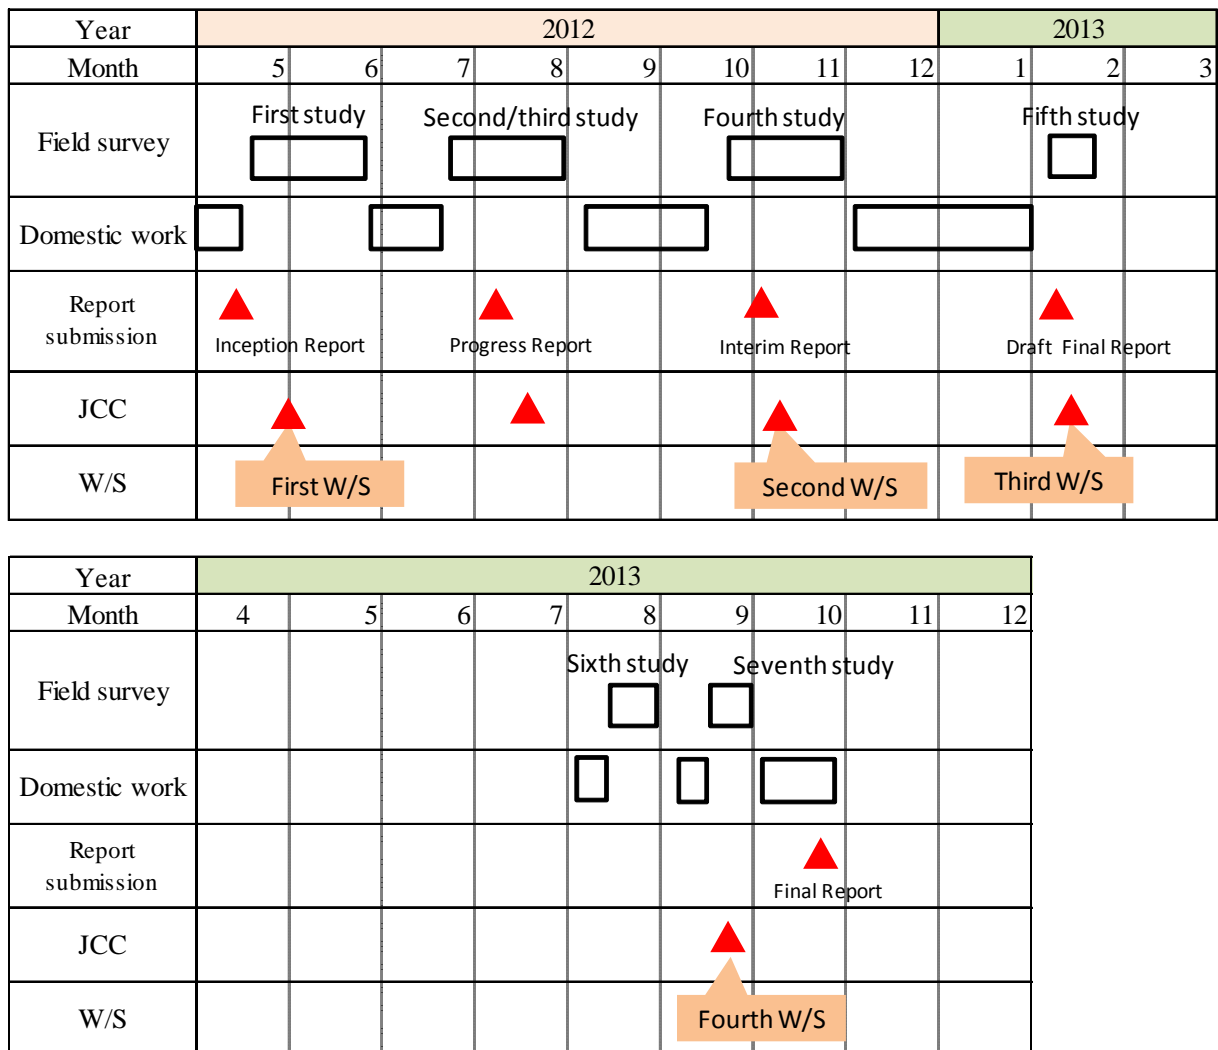 Year 2012 2013
Month 5 6 7 8 9 10 11 12 1 2 3
Field survey First study Second/third study Fourth study Fifth study
Domestic work
Report
submission
Inception Report Progress Report Interim Report Draft Final Report
JCC
W/S First W/S Second W/S Third W/S
Year 2013
Month 4 5 6 7 8 9 10 11 12
Field survey Sixth study Seventh study
Domestic work
Report
submission
Final Report
JCC
W/S Fourth W/S